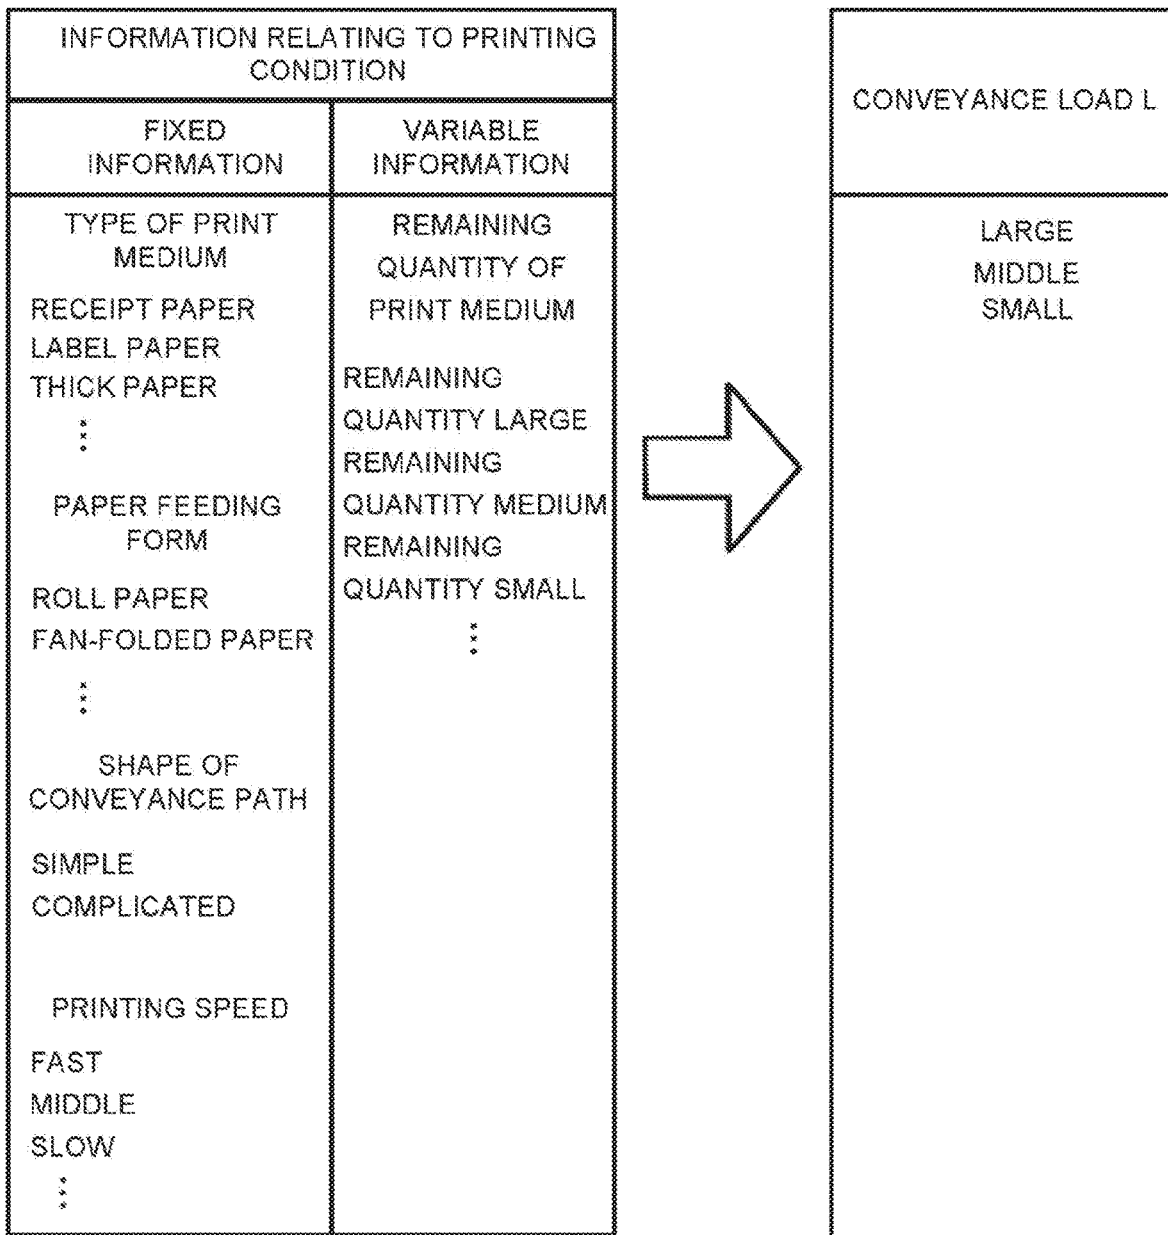 INFORMATION RELATING TO PRINTING
CONDITION
FIXED
INFORMATION
VARIABLE
INFORMATION
TYPE OF PRINT
MEDIUM
RECEIPT PAPER
LABEL PAPER
THICK PAPER
PAPER FEEDING
FORM
ROLL PAPER
FAN-FOLDED PAPER
SHAPE OF
CONVEYANCE PATH
SIMPLE
COMPLICATED
PRINTING SPEED
FAST
MIDDLE
SLOW
REMAINING
QUANTITY OF
PRINT MEDIUM
REMAINING
QUANTITY LARGE
REMAINING
QUANTITY MEDIUM
REMAINING
QUANTITY SMALL
CONVEYANCE LOAD L
LARGE
MIDDLE
SMALL